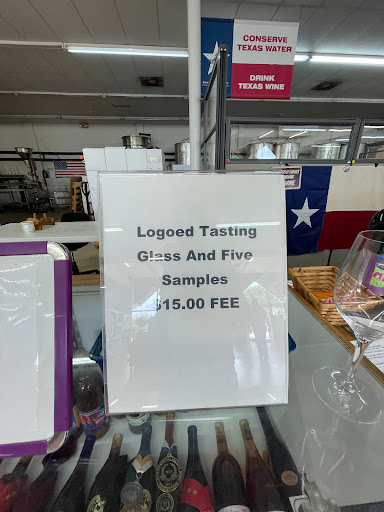 CONSERVE
TEXAS WATER
DRINK
TEXAS WINE
Logoed Tasting
Glass And Five
Samples
$15.00 FEE